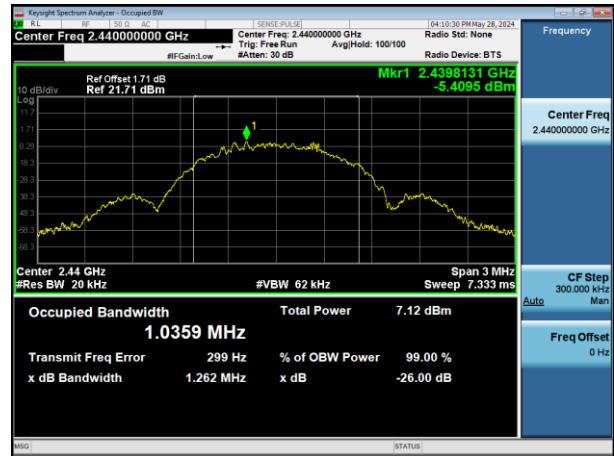 Keysight Spectrum Analyzer - Occupied BW
RL RF 50 Ω AC SENSE:PULSE 04:10:30 PM May 28, 2024
Center Freq 2.440000000 GHz Center Freq: 2.440000000 GHz Radio Std: None Frequency
Trig: Free Run Avg|Hold: 100/100
#IFGain:Low #Atten: 30 dB Radio Device: BTS
Ref Offset 1.71 dB Mkr1 2.4398131 GHz
10 dB/div Ref 21.71 dBm -5.4095 dBm
Log
11.7
1.71
-8.29
-18.3
-28.3
-38.3
-48.3
-58.3
-68.3
1
Center Freq
2.440000000 GHz
Center 2.44 GHz Span 3 MHz
#Res BW 20 kHz #VBW 62 kHz Sweep 7.333 ms
CF Step
300.000 kHz
Auto Man
Occupied Bandwidth Total Power 7.12 dBm
1.0359 MHz
Transmit Freq Error 299 Hz % of OBW Power 99.00 %
x dB Bandwidth 1.262 MHz x dB -26.00 dB
Freq Offset
0 Hz
MSG STATUS